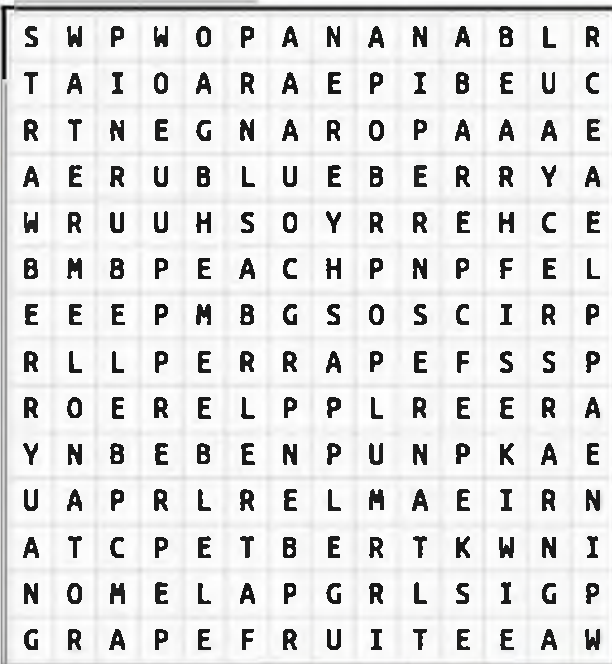 S W P W O P A N A N A B L R
T A I O A R A E P I B E U C
R T N E G N A R O P A A A E
A E R U B L U E B E R R Y A
W R U U H S O Y R R E H C E
B M B P E A C H P N P F E L
E E E P M B G S O S C I R P
R L L P E R R A P E F S S P
R O E R E L P P L R E E R A
Y N B E B E N P U N P K A E
U A P R L R E L M A E I R N
A T C P E T B E R T K W N I
N O M E L A P G R L S I G P
G R A P E F R U I T E E A W